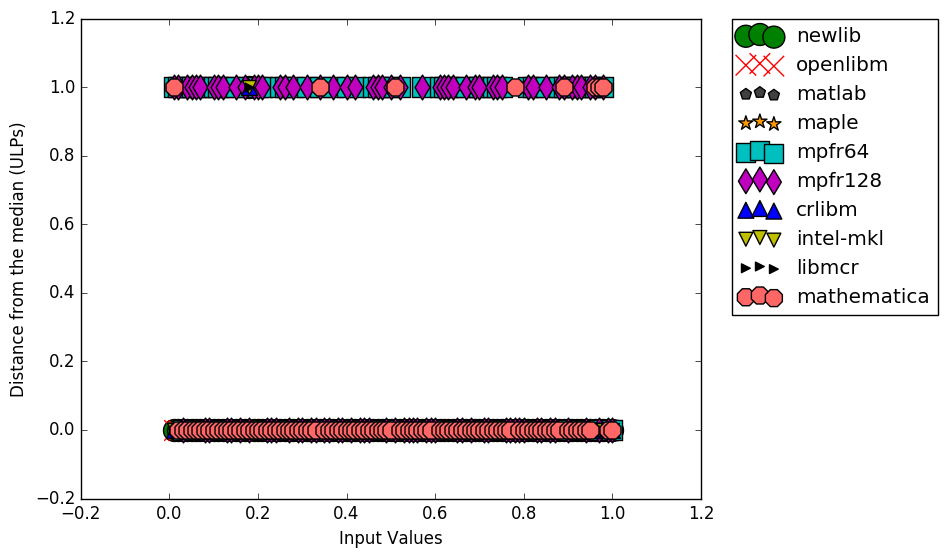 1.2
1.0
0.8
0.6
0.4
0.2
0.0
−0.2
Distance from the median (ULPs)
−0.2 0.0 0.2 0.4 0.6 0.8 1.0 1.2
Input Values
newlib
openlibm
matlab
maple
mpfr64
mpfr128
crlibm
intel-mkl
libmcr
mathematica